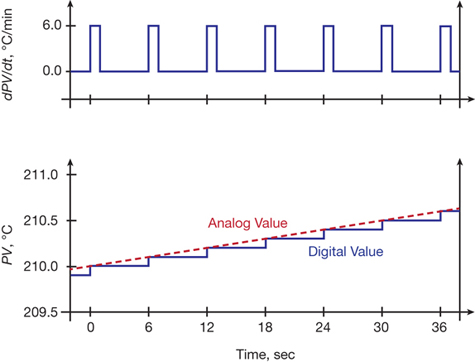 dPV/dt, °C/min
6.0
0.0
PV, °C
211.0
210.5
210.0
209.5
Analog Value
Digital Value
0 6 12 18 24 30 36
Time, sec